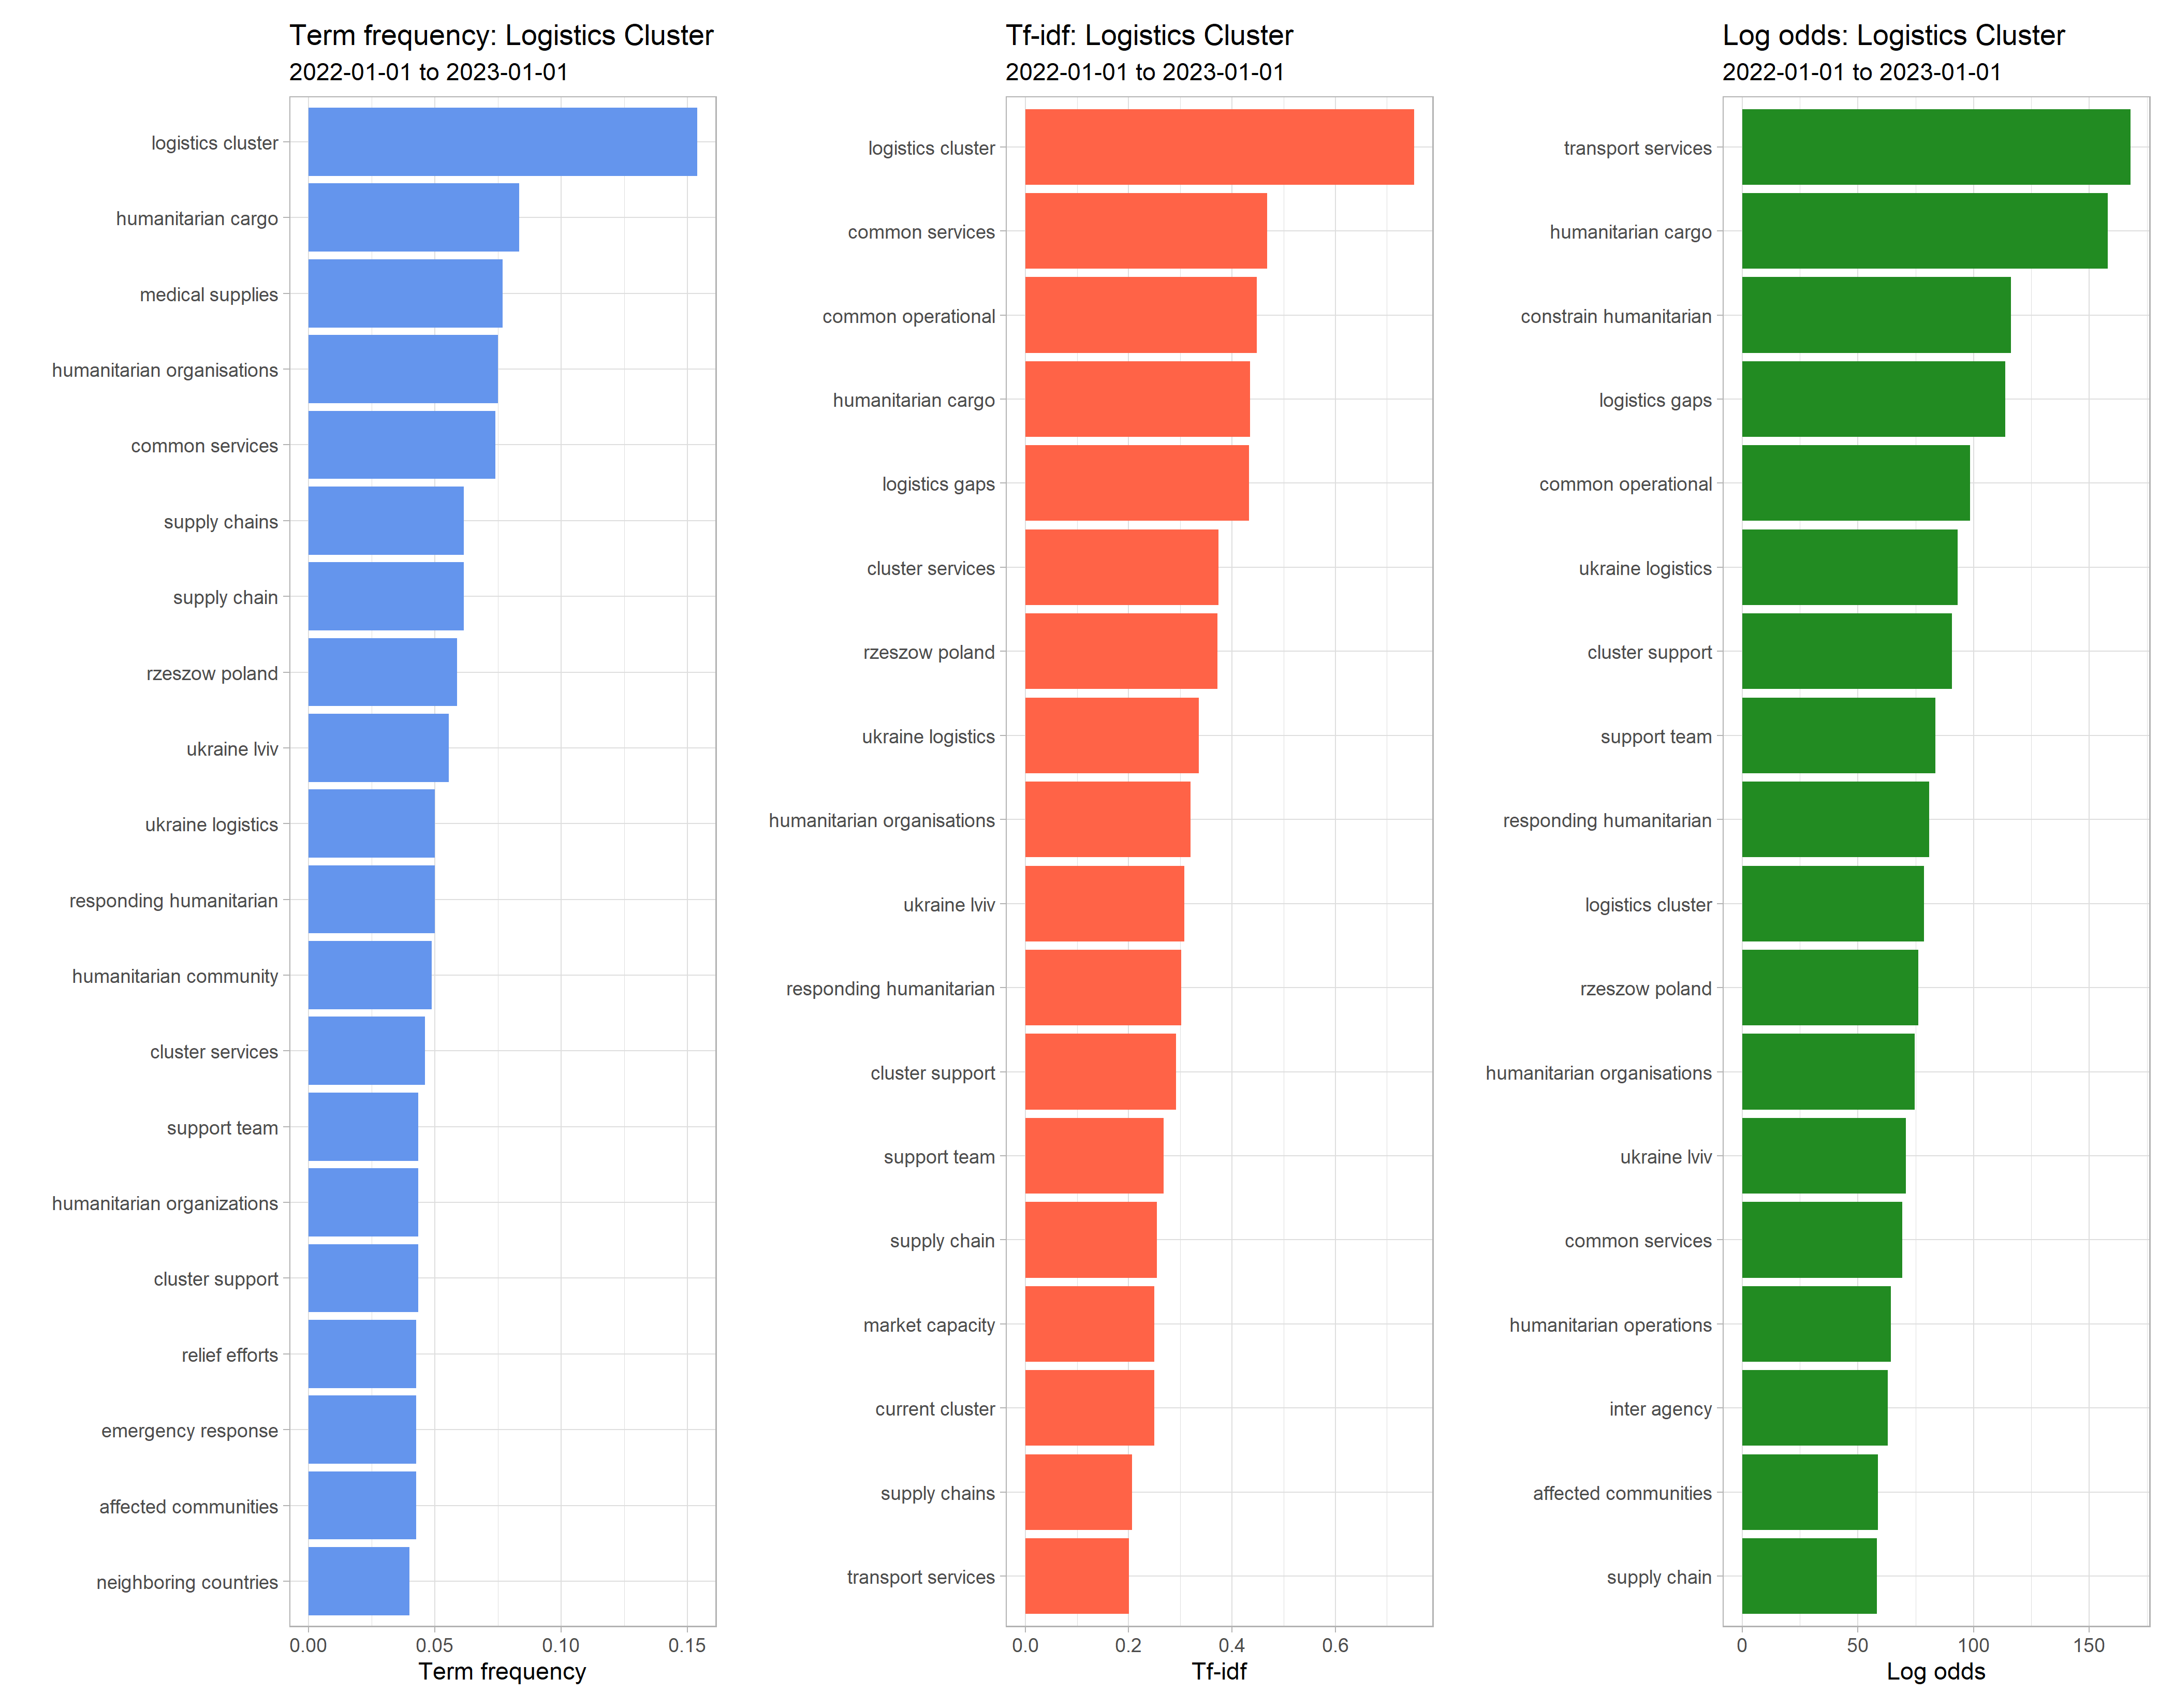 Term frequency: Logistics Cluster
2022-01-01 to 2023-01-01
logistics cluster
humanitarian cargo
medical supplies
humanitarian organisations
common services
supply chains
supply chain
rzeszow poland
ukraine lviv
ukraine logistics
responding humanitarian
humanitarian community
cluster services
support team
humanitarian organizations
cluster support
relief efforts
emergency response
affected communities
neighboring countries
0.00 0.05 0.10 0.15
Term frequency
Tf-idf: Logistics Cluster
2022-01-01 to 2023-01-01
logistics cluster
common services
common operational
humanitarian cargo
logistics gaps
cluster services
rzeszow poland
ukraine logistics
humanitarian organisations
ukraine lviv
responding humanitarian
cluster support
support team
supply chain
market capacity
current cluster
supply chains
transport services
0.0 0.2 0.4 0.6
Tf-idf
Log odds: Logistics Cluster
2022-01-01 to 2023-01-01
transport services
humanitarian cargo
constrain humanitarian
logistics gaps
common operational
ukraine logistics
cluster support
support team
responding humanitarian
logistics cluster
rzeszow poland
humanitarian organisations
ukraine lviv
common services
humanitarian operations
inter agency
affected communities
supply chain
0 50 100 150
Log odds